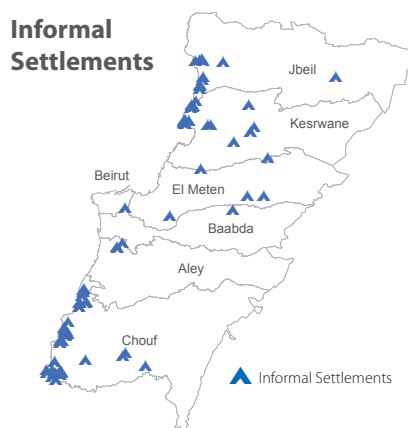 Informal
Settlements
Jbeil
Kesrwane
Beirut
El Meten
Baabda
Aley
Chouf
Informal Settlements